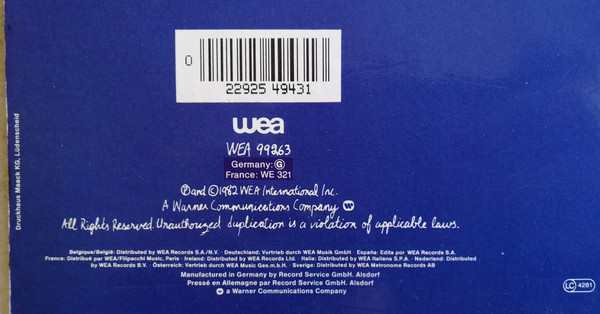 0
22925 49431
wea
WEA 99263
Germany: G
France: WE 321
Ⓟ and © 1982 WEA International Inc.
A Warner Communications Company
All Rights Reserved. Unauthorized duplication is a violation of applicable laws.
Belgique/België: Distributed by WEA Records S.A./N.V. · Deutschland: Vertrieb durch WEA Musik GmbH · España: Edita por WEA Records S.A.
France: Distribué par WEA/Filipacchi Music, Paris · Ireland: Distributed by WEA Records Ltd. · Italia: Distributed by WEA Italiana S.P.A. · Nederland: Distributed
by WEA Records B.V. · Österreich: Vertrieb durch WEA Music Ges.m.b.H. · Sverige: Distributed by WEA Metronome Records AB
Manufactured in Germany by Record Service GmbH. Alsdorf
Pressé en Allemagne par Record Service GmbH. Alsdorf
a Warner Communications Company
LC 4281
Druckhaus Maack KG, Lüdenscheid